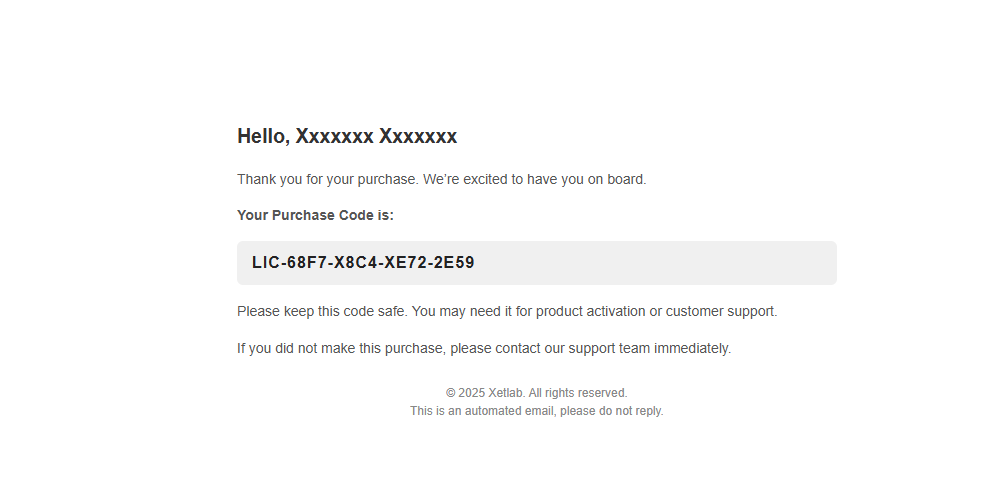 Hello, Xxxxxxx Xxxxxxx
Thank you for your purchase. We’re excited to have you on board.
Your Purchase Code is:
LIC-68F7-X8C4-XE72-2E59
Please keep this code safe. You may need it for product activation or customer support.
If you did not make this purchase, please contact our support team immediately.
© 2025 Xetlab. All rights reserved.
This is an automated email, please do not reply.